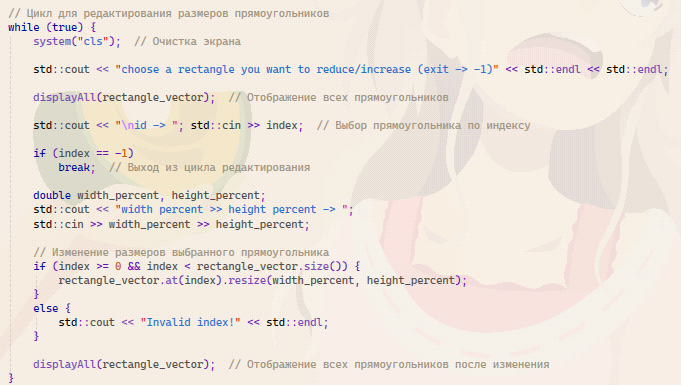 // Цикл для редактирования размеров прямоугольников
while (true) {
system("cls");  // Очистка экрана
std::cout << "choose a rectangle you want to reduce/increase (exit -> -1)" << std::endl << std::endl;
displayAll(rectangle_vector);  // Отображение всех прямоугольников
std::cout << "\nid -> "; std::cin >> index;  // Выбор прямоугольника по индексу
if (index == -1)
break;  // Выход из цикла редактирования
double width_percent, height_percent;
std::cout << "width percent >> height percent -> ";
std::cin >> width_percent >> height_percent;
// Изменение размеров выбранного прямоугольника
if (index >= 0 && index < rectangle_vector.size()) {
rectangle_vector.at(index).resize(width_percent, height_percent);
}
else {
std::cout << "Invalid index!" << std::endl;
}
displayAll(rectangle_vector);  // Отображение всех прямоугольников после изменения
}